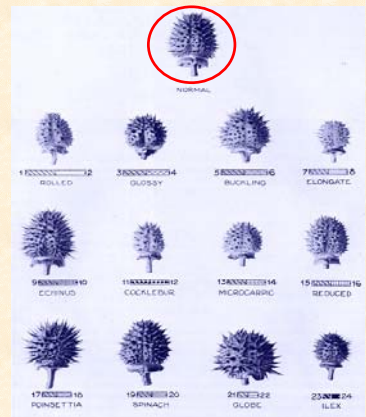 NORMAL
1 2 3 4 5 6 7 8
ROLLED GLOSSY BUCKLING ELONGATE
9 10 11 12 13 14 15 16
ECHINUS COCKLEBUR MICROCARPIC REDUCED
17 18 19 20 21 22 23 24
POINSETTIA SPINACH GLOBE ILEX